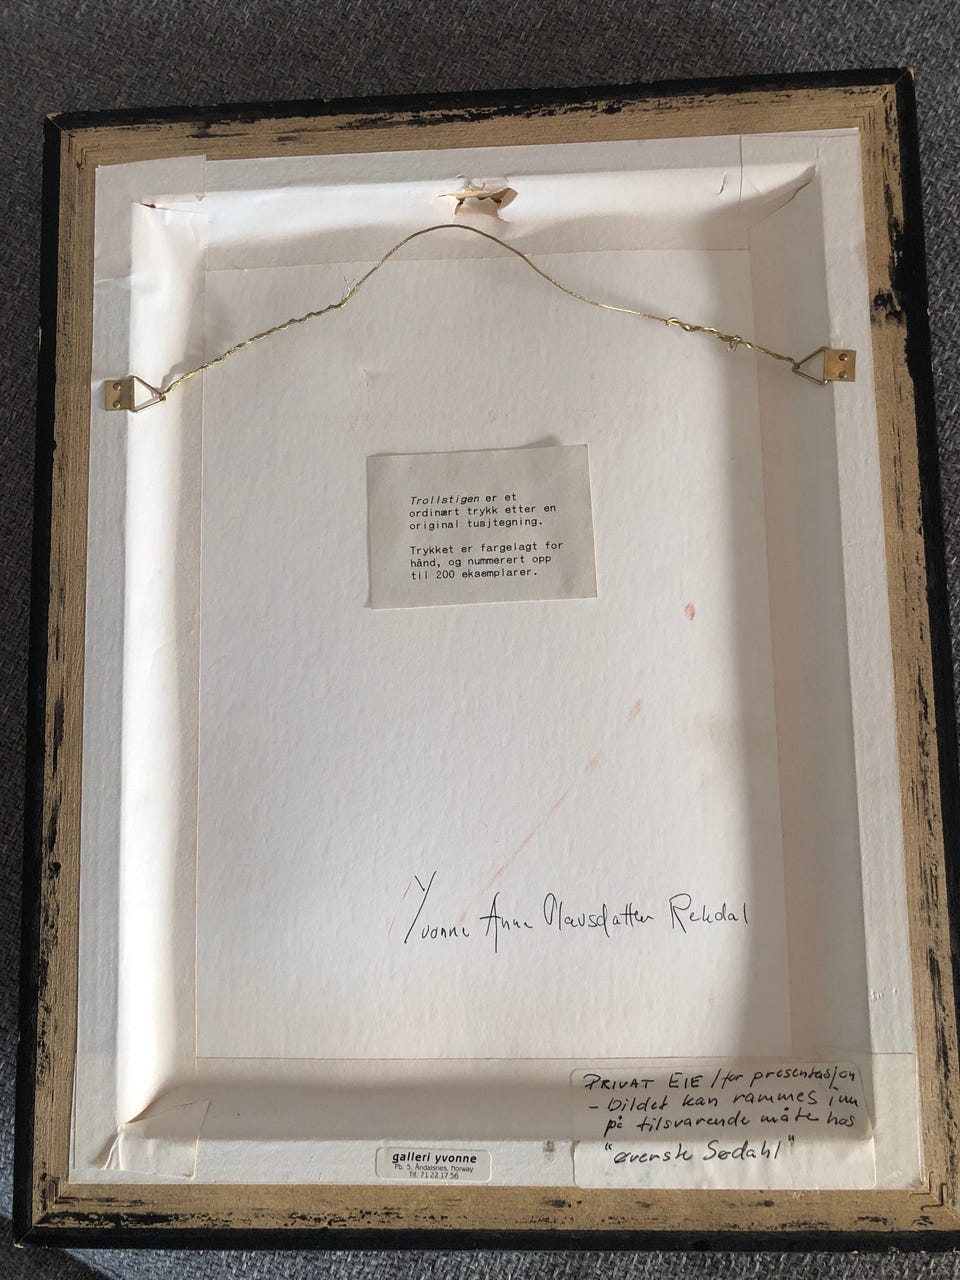 Trollstigen er et
ordinært trykk etter en
original tusjtegning.
Trykket er fargelagt for
hånd, og nummerert opp
til 200 eksemplarer.
Yvonne Anne Olavsdatter Rekdal
PRIVAT EIE / for presentasjon
- bildet kan rammes inn
på tilsvarende måte hos
"øverste Sødahl"
galleri yvonne
Pb. 5, Åndalsnes, Norway
Tlf. 71 22 17 56